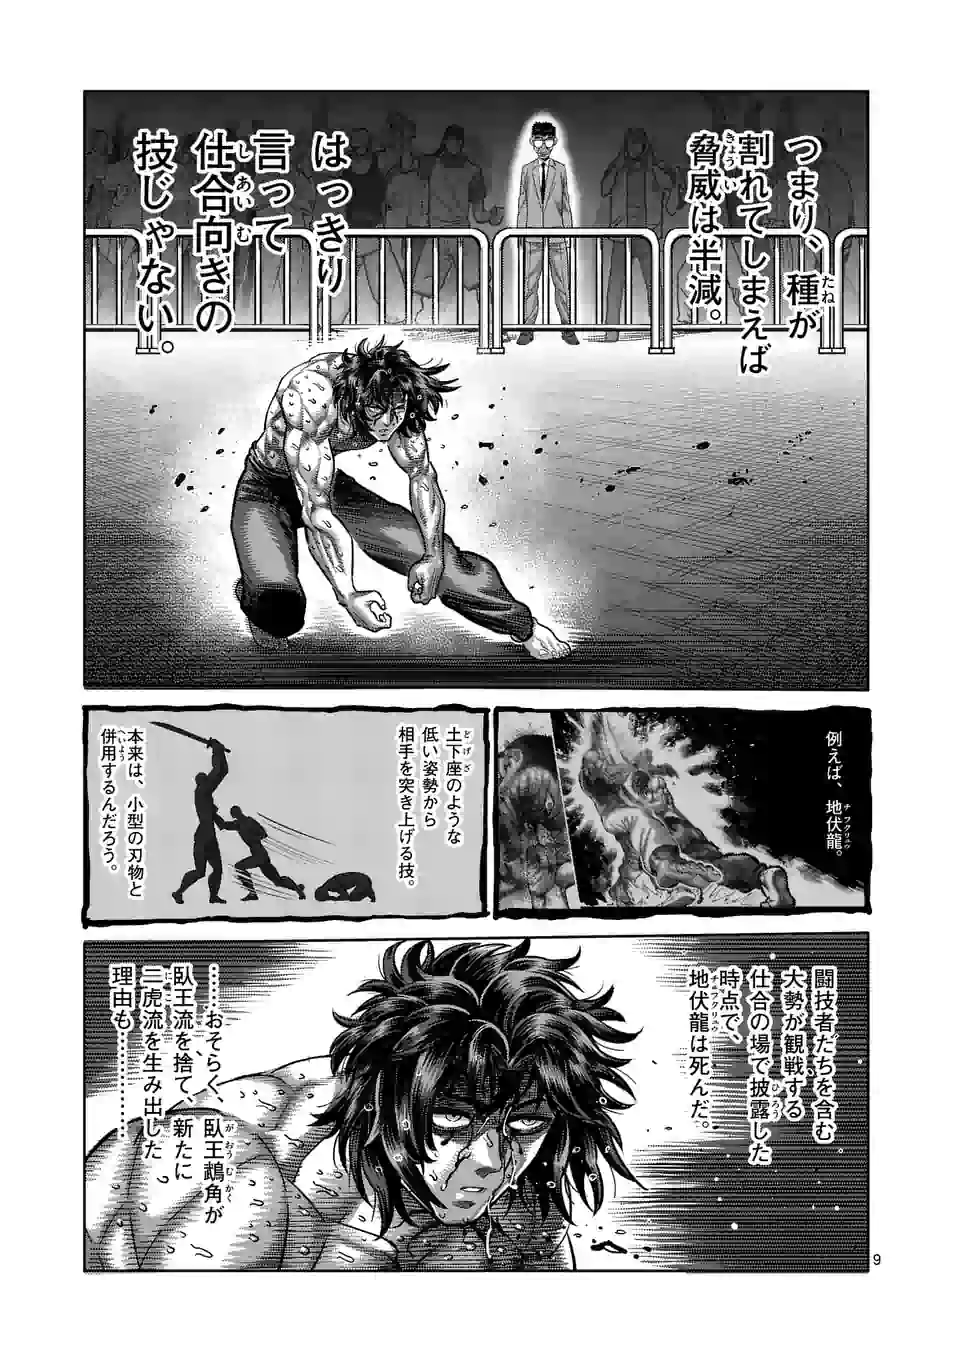 つまり、種が
割れてしまえば
脅威は半減。
はっきり
言って
仕合向きの
技じゃない。
例えば、地伏龍。
土下座のような
低い姿勢から
相手を突き上げる技。
本来は、小型の刃物と
併用するんだろう。
闘技者たちを含む
大勢が観戦する
仕合の場で披露した
時点で、
地伏龍は死んだ。
……おそらく、臥王鵡角が
臥王流を捨て、新たに
二虎流を生み出した
理由も…………
9